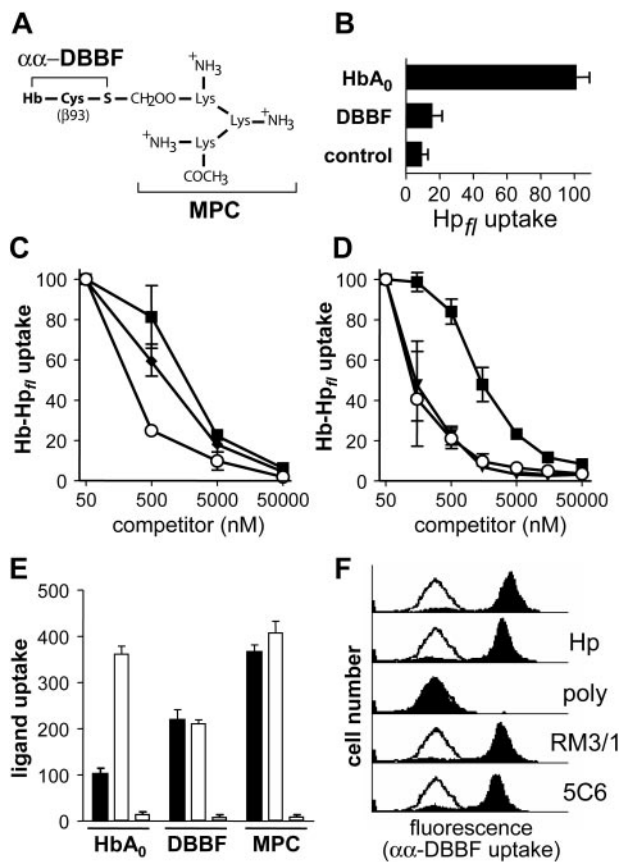 A
αα–DBBF
Hb–Cys–S–CH₂OO–Lys
(β93)
⁺NH₃
Lys–NH₃⁺
⁺NH₃–Lys
COCH₃
MPC
B
HbA₀
DBBF
control
0 20 40 60 80 100
Hpfl uptake
C
100
80
60
40
20
0
Hb-Hpfl uptake
50 500 5000 50000
competitor (nM)
D
100
80
60
40
20
0
Hb-Hpfl uptake
50 500 5000 50000
competitor (nM)
E
500
400
300
200
100
0
ligand uptake
HbA₀ DBBF MPC
F
Hp
poly
RM3/1
5C6
cell number
fluorescence
(αα-DBBF uptake)